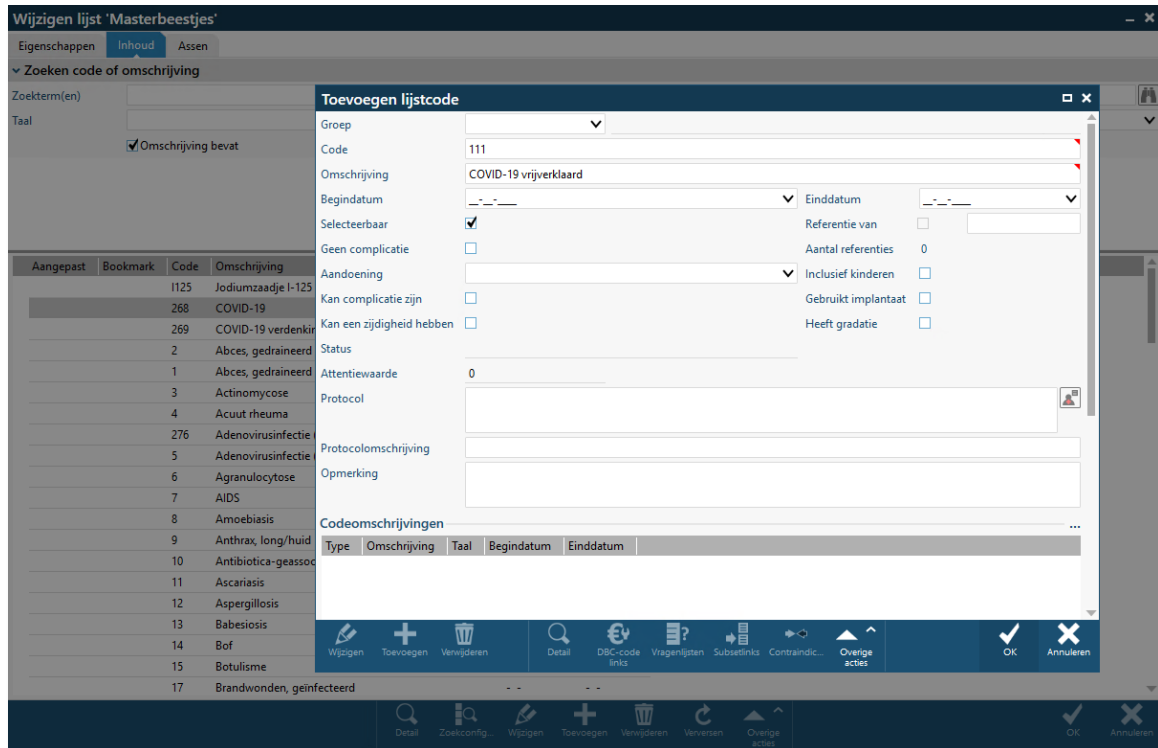 Wijzigen lijst 'Masterbeestjes'
Eigenschappen Inhoud Assen
Zoeken code of omschrijving
Zoekterm(en)
Taal
Omschrijving bevat
Toevoegen lijstcode
Groep
Code 111
Omschrijving COVID-19 vrijverklaard
Begindatum __-__-____ Einddatum __-__-____
Selecteerbaar Referentie van
Geen complicatie Aantal referenties 0
Aandoening Inclusief kinderen
Kan complicatie zijn Gebruikt implantaat
Kan een zijdigheid hebben Heeft gradatie
Status
Attentiewaarde 0
Protocol
Protocolomschrijving
Opmerking
Codeomschrijvingen ...
Type Omschrijving Taal Begindatum Einddatum
Wijzigen Toevoegen Verwijderen Detail DBC-code links Vragenlijsten Subsetlinks Contraindic... Overige acties OK Annuleren
Aangepast Bookmark Code Omschrijving
I125 Jodiumzaadje I-125
268 COVID-19
269 COVID-19
2 Abces, gedraineerd
1 Abces, gedraineerd
3 Actinomycose
4 Acuut rheuma
276 Adenovirusinfectie
5 Adenovirusinfectie
6 Agranulocytose
7 AIDS
8 Amoebiasis
9 Anthrax, long/huid
10
11 Ascariasis
12 Aspergillosis
13 Babesiosis
14 Bof
15 Botulisme
17 Brandwonden, geïnfecteerd - - - -
Detail Zoekconfig... Wijzigen Toevoegen Verwijderen Verversen Overige acties OK Annuleren